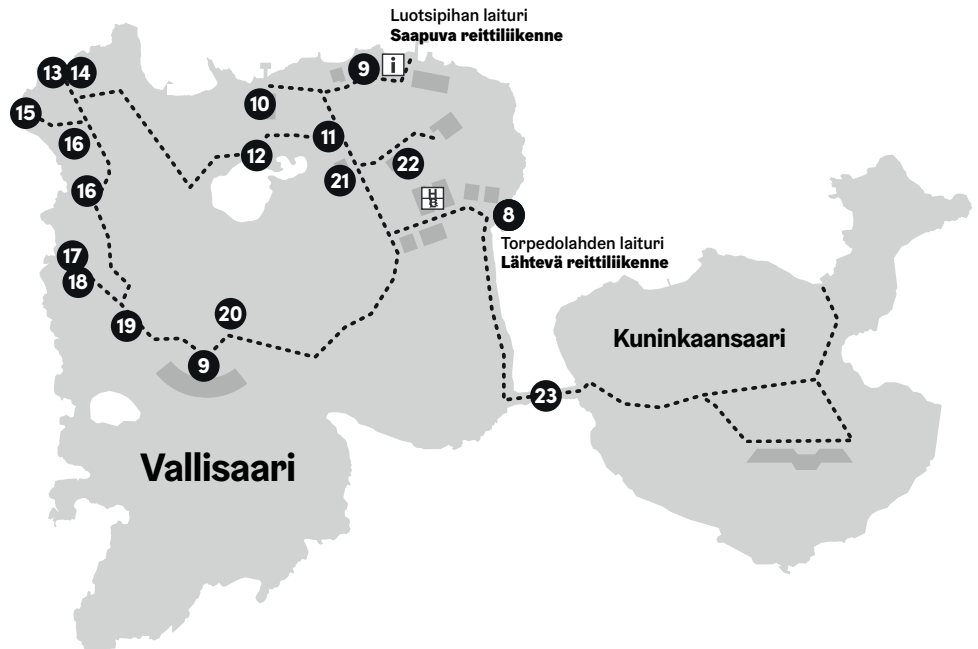 Luotsipihan laituri
Saapuva reittiliikenne
13 14
9 i
10
15
11
16
12
22
21
16
H
B
8
Torpedolahden laituri
Lähtevä reittiliikenne
17
18
20
19
Kuninkaansaari
9
23
Vallisaari